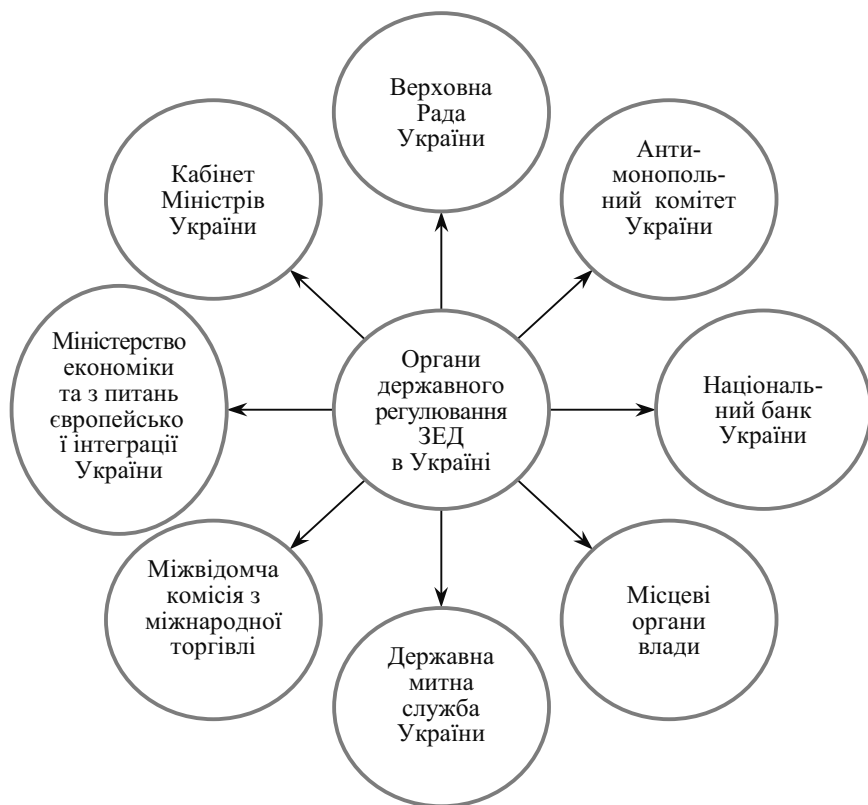 Верховна
Рада
України
Анти-
монополь-
ний комітет
України
Кабінет
Міністрів
України
Міністерство
економіки
та з питань
європейсько
ї інтеграції
України
Органи
державного
регулювання
ЗЕД
в Україні
Національ-
ний банк
України
Міжвідомча
комісія з
міжнародної
торгівлі
Місцеві
органи
влади
Державна
митна
служба
України